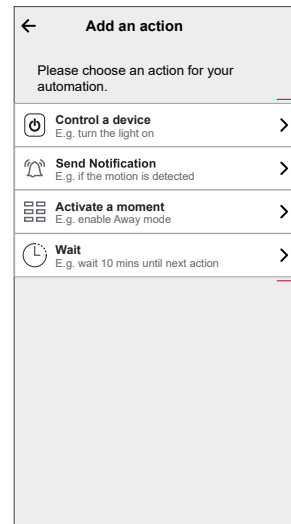 Add an action
Please choose an action for your
automation.
Control a device
E.g. turn the light on
Send Notification
E.g. if the motion is detected
Activate a moment
E.g. enable Away mode
Wait
E.g. wait 10 mins until next action